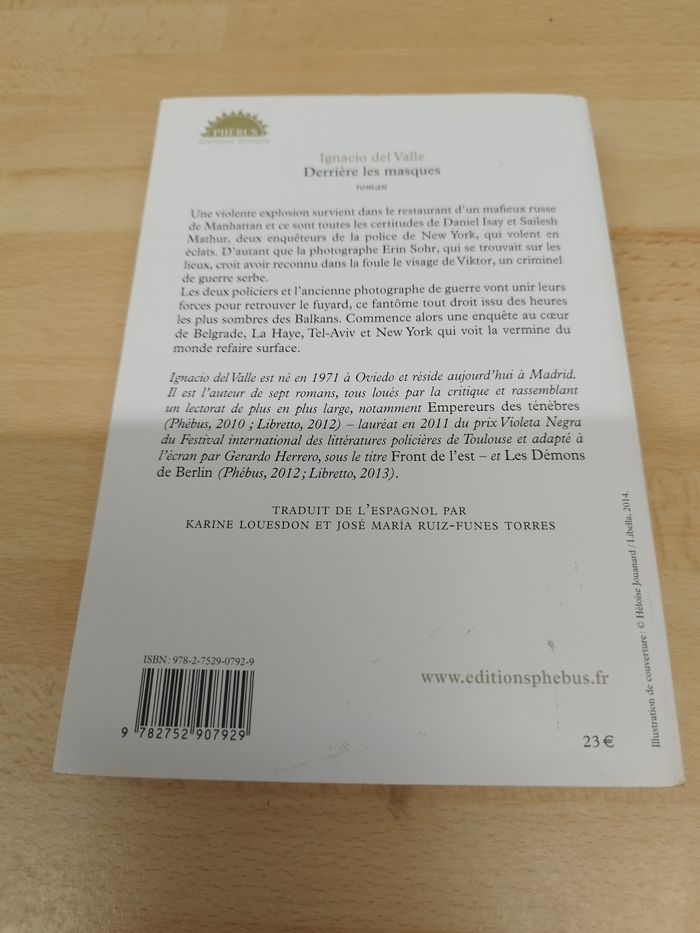 PHÉBUS
littérature étrangère
Ignacio del Valle
Derrière les masques
roman
Une violente explosion survient dans le restaurant d'un mafieux russe
de Manhattan et ce sont toutes les certitudes de Daniel Isay et Sailesh
Mathur, deux enquêteurs de la police de New York, qui volent en
éclats. D'autant que la photographe Erin Sohr, qui se trouvait sur les
lieux, croit avoir reconnu dans la foule le visage de Viktor, un criminel
de guerre serbe.
Les deux policiers et l'ancienne photographe de guerre vont unir leurs
forces pour retrouver le fuyard, ce fantôme tout droit issu des heures
les plus sombres des Balkans. Commence alors une enquête au cœur
de Belgrade, La Haye, Tel-Aviv et New York qui voit la vermine du
monde refaire surface.
Ignacio del Valle est né en 1971 à Oviedo et réside aujourd'hui à Madrid.
Il est l'auteur de sept romans, tous loués par la critique et rassemblant
un lectorat de plus en plus large, notamment Empereurs des ténèbres
(Phébus, 2010 ; Libretto, 2012) – lauréat en 2011 du prix Violeta Negra
du Festival international des littératures policières de Toulouse et adapté à
l'écran par Gerardo Herrero, sous le titre Front de l'est – et Les Démons
de Berlin (Phébus, 2012 ; Libretto, 2013).
TRADUIT DE L'ESPAGNOL PAR
KARINE LOUESDON ET JOSÉ MARÍA RUIZ-FUNES TORRES
Illustration de couverture : © Héloïse Jouanard / Libella, 2014.
ISBN : 978-2-7529-0792-9
9 782752 907929
www.editionsphebus.fr
23 €